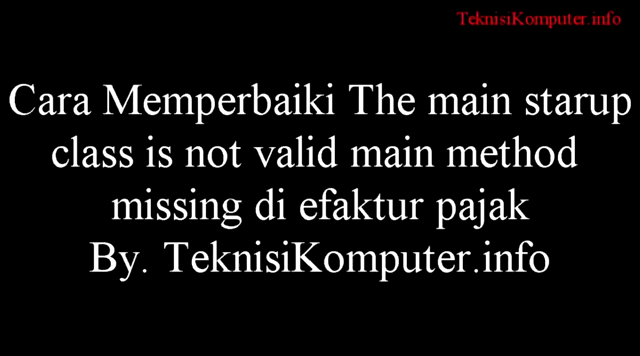 TeknisiKomputer.info
Cara Memperbaiki The main starup
class is not valid main method
missing di efaktur pajak
By. TeknisiKomputer.info